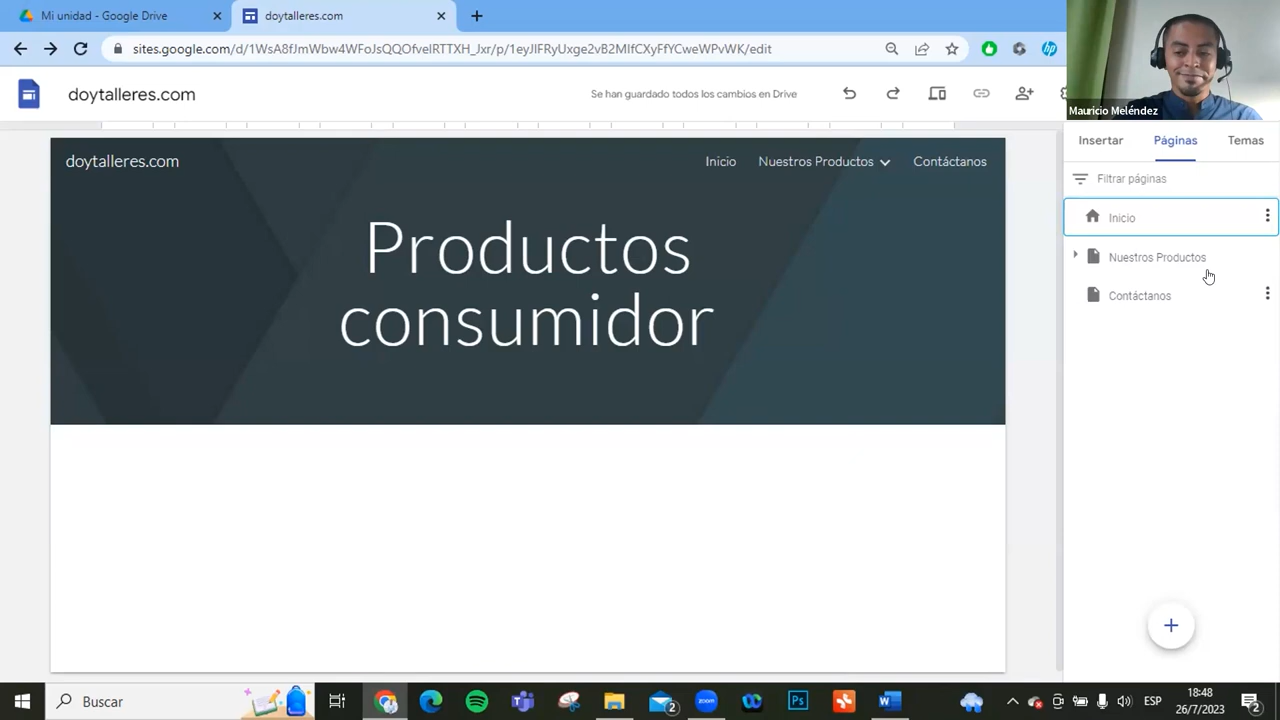 Mi unidad - Google Drive
doytalleres.com
sites.google.com/d/1WsA8fJmWbw4WFoJsQQOfvelRTTXH_Jxr/p/1eyJIFRyUxge2vB2MIfCXyFfYCweWPvWK/edit
Mauricio Meléndez
doytalleres.com
Se han guardado todos los cambios en Drive
Insertar
Páginas
Temas
doytalleres.com
Inicio
Nuestros Productos
Contáctanos
Filtrar páginas
Productos
consumidor
Inicio
Nuestros Productos
Contáctanos
Buscar
ESP
18:48
26/7/2023